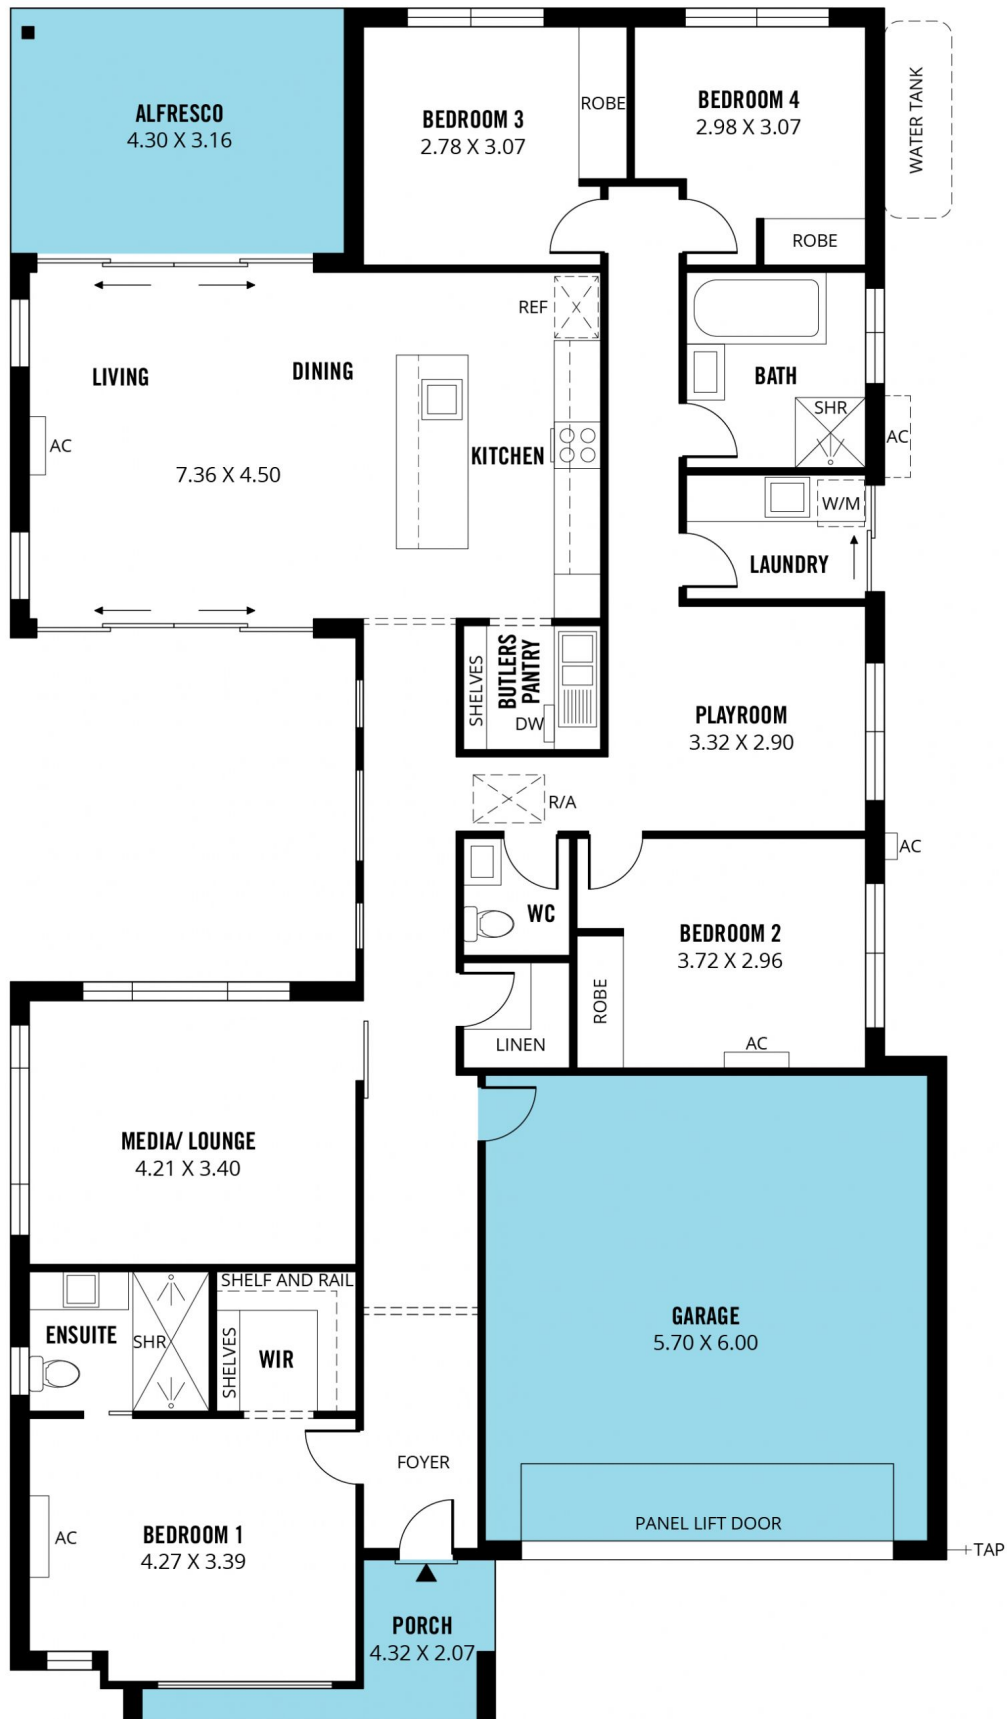 ALFRESCO
4.30 X 3.16
BEDROOM 3
2.78 X 3.07
ROBE
BEDROOM 4
2.98 X 3.07
ROBE
WATER TANK
REF
LIVING
DINING
KITCHEN
7.36 X 4.50
AC
BATH
SHR
AC
W/M
LAUNDRY
SHELVES
BUTLERS
PANTRY
DW
PLAYROOM
3.32 X 2.90
R/A
AC
WC
BEDROOM 2
3.72 X 2.96
ROBE
AC
LINEN
MEDIA/ LOUNGE
4.21 X 3.40
SHELF AND RAIL
ENSUITE
SHR
SHELVES
WIR
GARAGE
5.70 X 6.00
FOYER
PANEL LIFT DOOR
TAP
AC
BEDROOM 1
4.27 X 3.39
PORCH
4.32 X 2.07